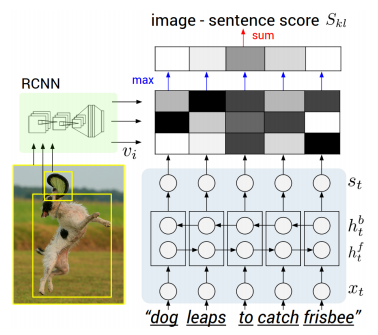 image - sentence score S_{kl}
sum
max
RCNN
v_i
s_t
h_t^b
h_t^f
x_t
"dog leaps to catch frisbee"